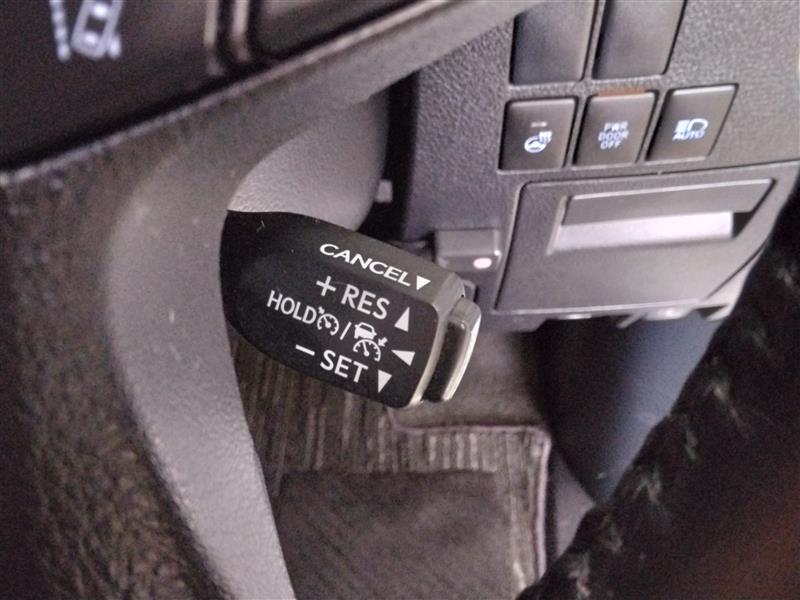 PWR
DOOR
OFF
AUTO
CANCEL
+ RES
HOLD /
- SET